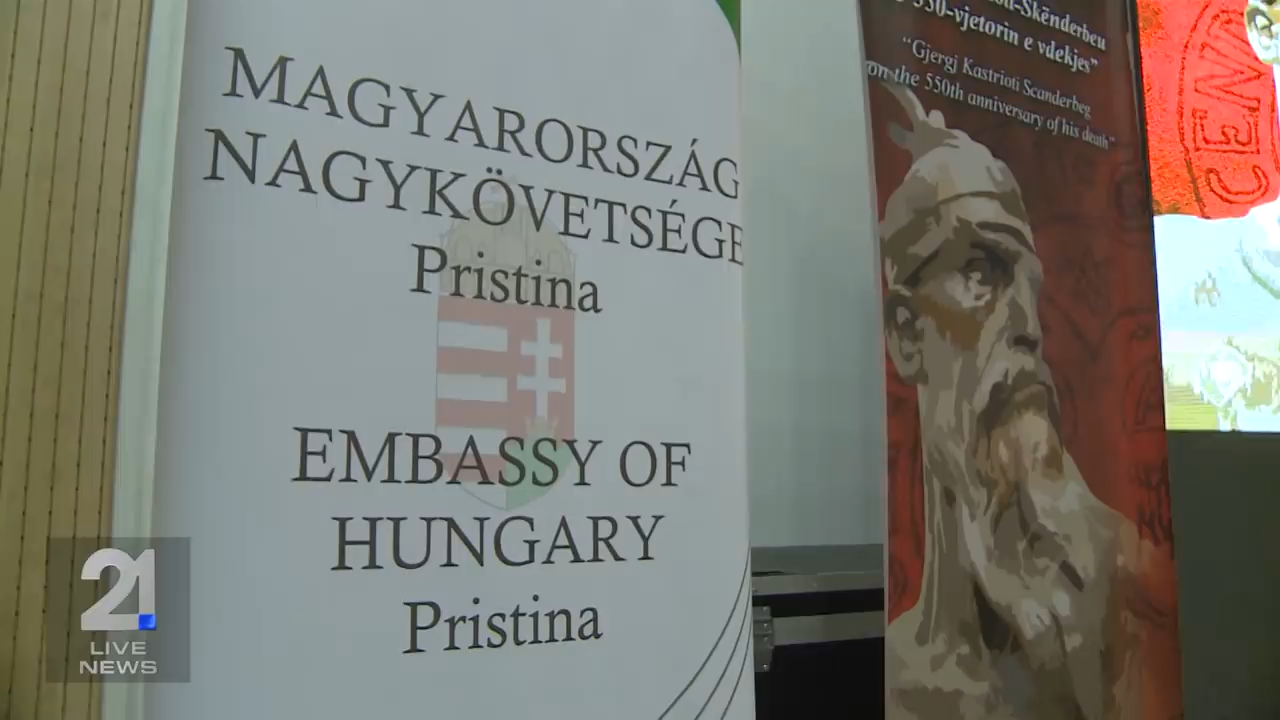 MAGYARORSZÁG
NAGYKÖVETSÉGE
Pristina
EMBASSY OF
HUNGARY
Pristina
550-vjetorin e vdekjes”
“Gjergj Kastrioti Scanderbeg
on the 550th anniversary of his death”
21
LIVE
NEWS